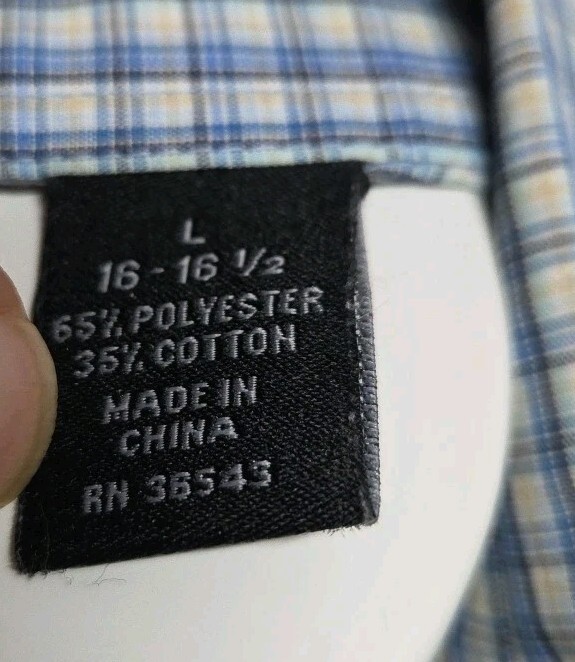 L
16-16 ½
65% POLYESTER
35% COTTON
MADE IN
CHINA
RN 36543